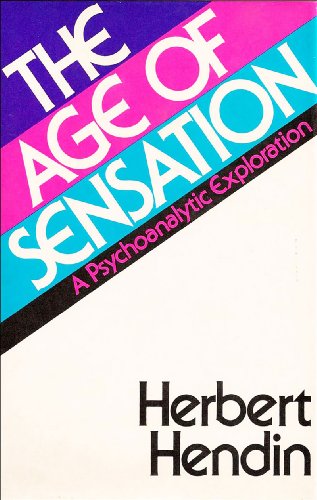 THE
AGE OF
SENSATION
A Psychoanalytic Exploration
Herbert
Hendin